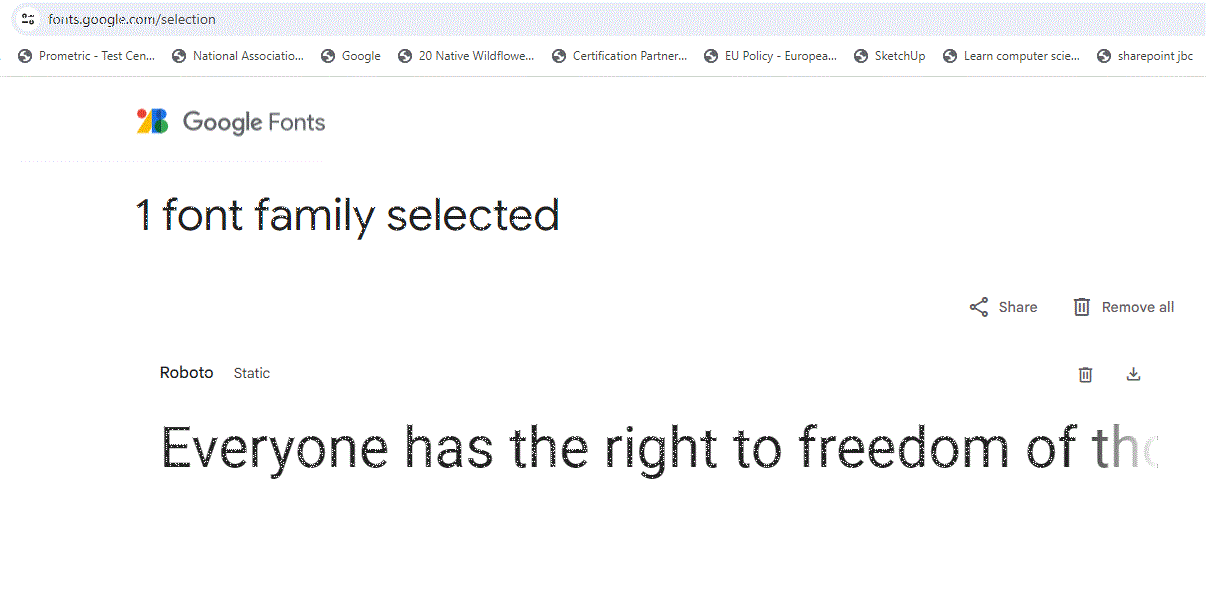 fonts.google.com/selection
Prometric - Test Cen... National Associatio... Google 20 Native Wildflowe... Certification Partner... EU Policy - Europea... SketchUp Learn computer scie... sharepoint jbc
Google Fonts
1 font family selected
Share Remove all
Roboto Static
Everyone has the right to freedom of